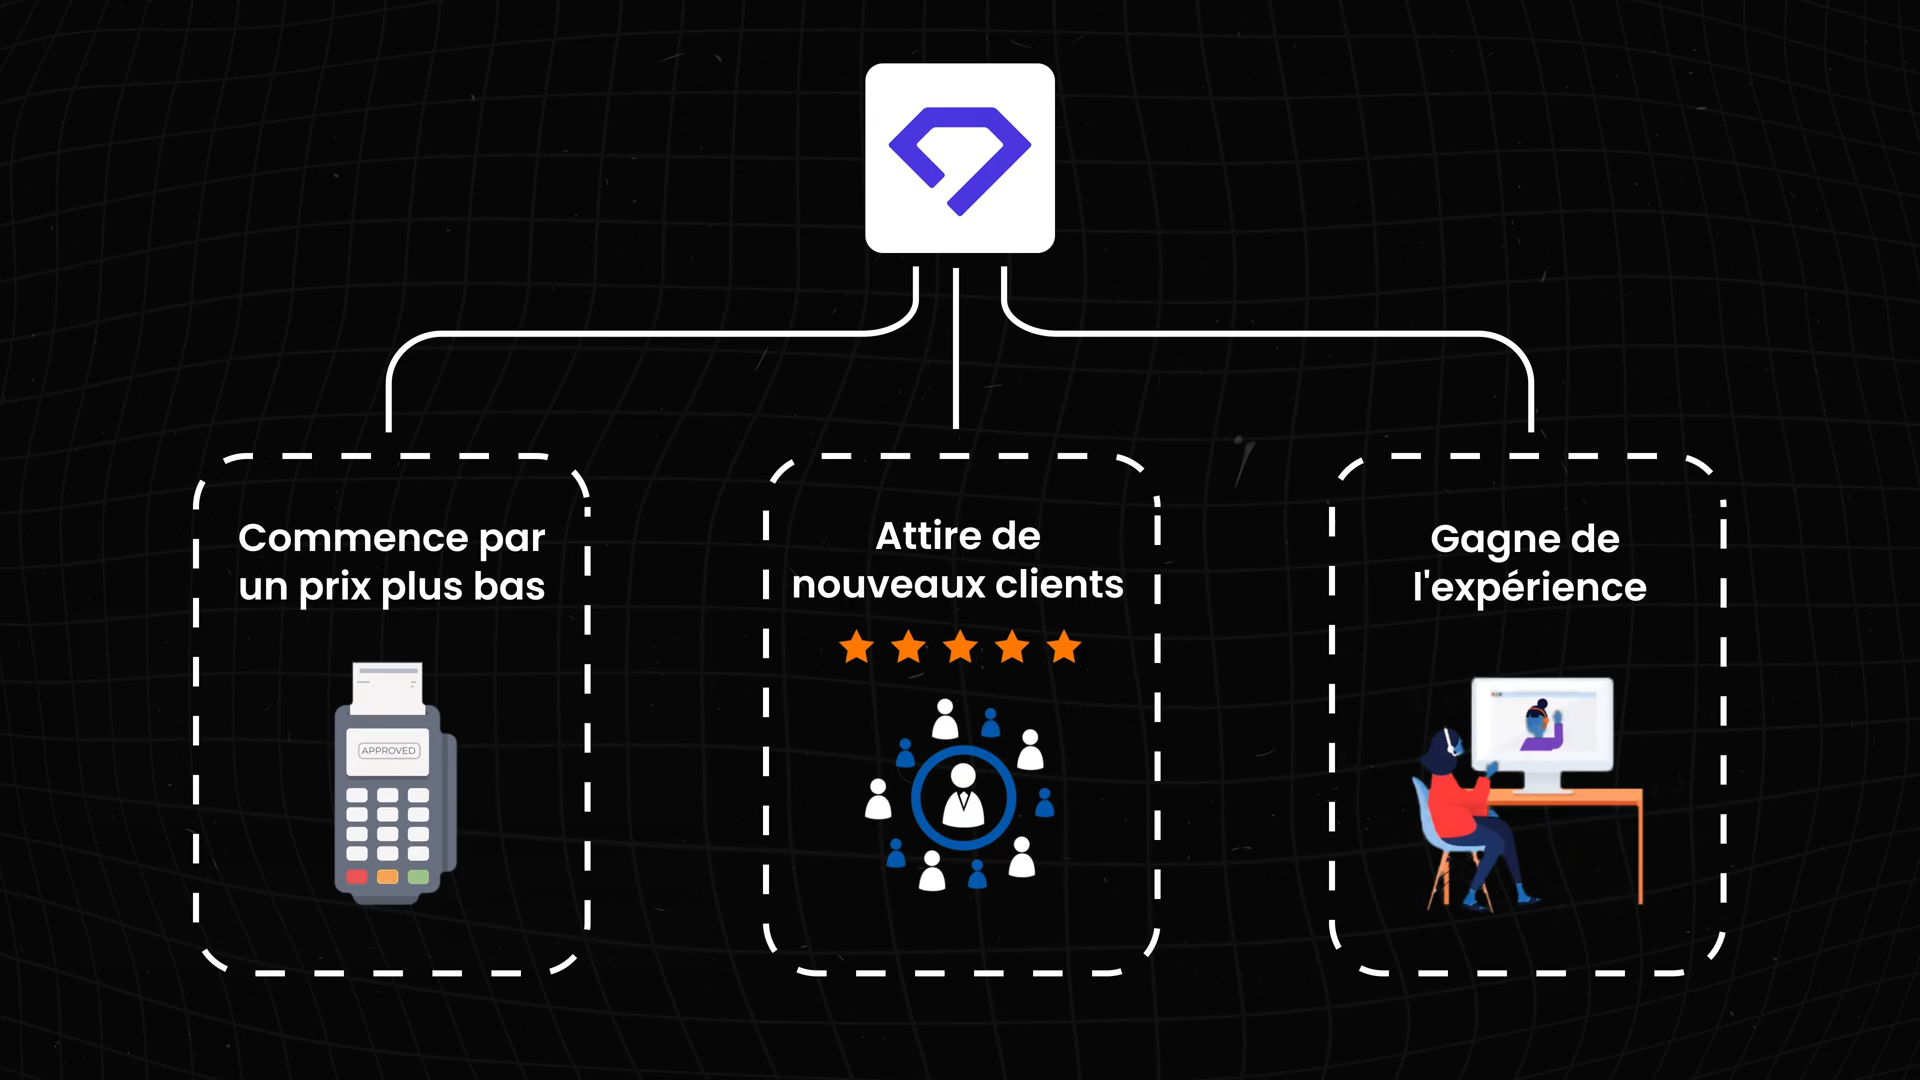 Commence par
un prix plus bas
APPROVED
Attire de
nouveaux clients
Gagne de
l'expérience